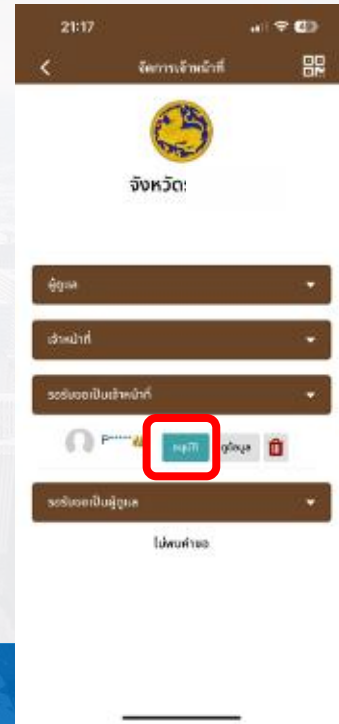 21:17
จัดการเจ้าหน้าที่
จังหวัด
ผู้ดูแล
เจ้าหน้าที่
รอรับรองเป็นเจ้าหน้าที่
P*****
อนุมัติ
ดูข้อมูล
รอรับรองเป็นผู้ดูแล
ไม่พบคำขอ